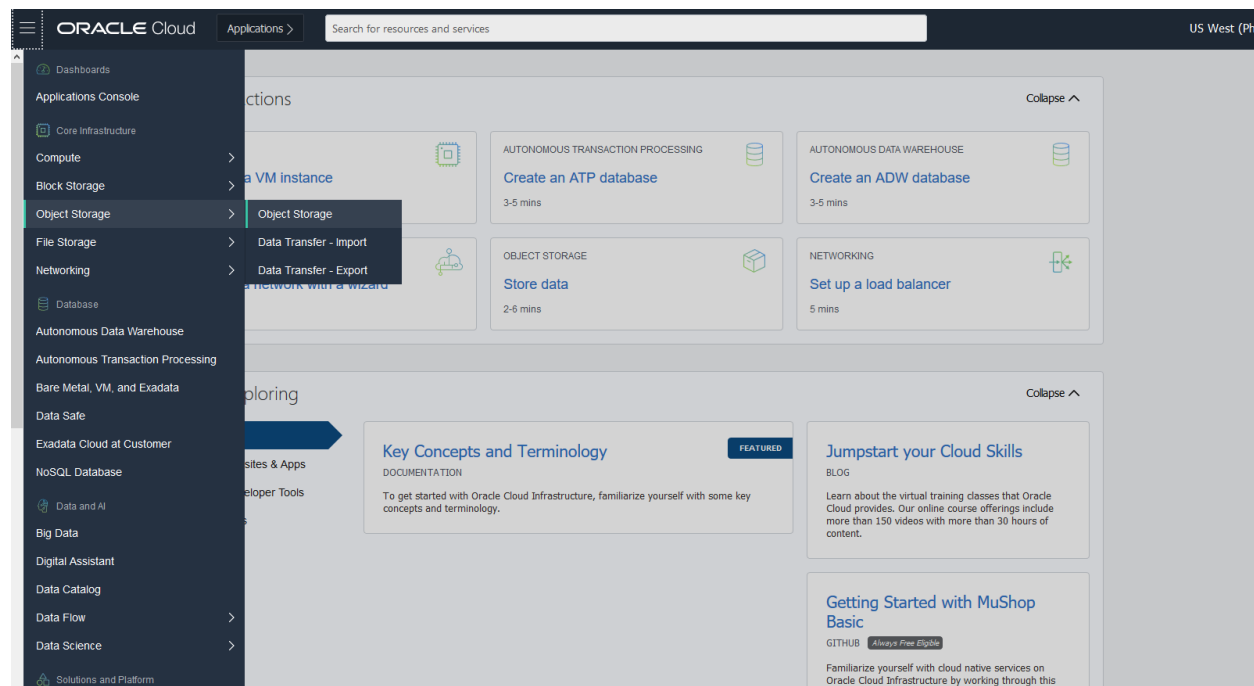 ORACLE Cloud
Applications >
Search for resources and services
US West (Ph
Dashboards
Applications Console
Core Infrastructure
Compute
Block Storage
Object Storage
File Storage
Networking
Object Storage
Data Transfer - Import
Data Transfer - Export
Database
Autonomous Data Warehouse
Autonomous Transaction Processing
Bare Metal, VM, and Exadata
Data Safe
Exadata Cloud at Customer
NoSQL Database
Data and AI
Big Data
Digital Assistant
Data Catalog
Data Flow
Data Science
Solutions and Platform
ctions
Collapse
a VM instance
AUTONOMOUS TRANSACTION PROCESSING
Create an ATP database
3-5 mins
AUTONOMOUS DATA WAREHOUSE
Create an ADW database
3-5 mins
a network with a wizard
OBJECT STORAGE
Store data
2-6 mins
NETWORKING
Set up a load balancer
5 mins
ploring
Collapse
sites & Apps
eloper Tools
s
Key Concepts and Terminology
FEATURED
DOCUMENTATION
To get started with Oracle Cloud Infrastructure, familiarize yourself with some key
concepts and terminology.
Jumpstart your Cloud Skills
BLOG
Learn about the virtual training classes that Oracle
Cloud provides. Our online course offerings include
more than 150 videos with more than 30 hours of
content.
Getting Started with MuShop
Basic
GITHUB Always Free Eligible
Familiarize yourself with cloud native services on
Oracle Cloud Infrastructure by working through this